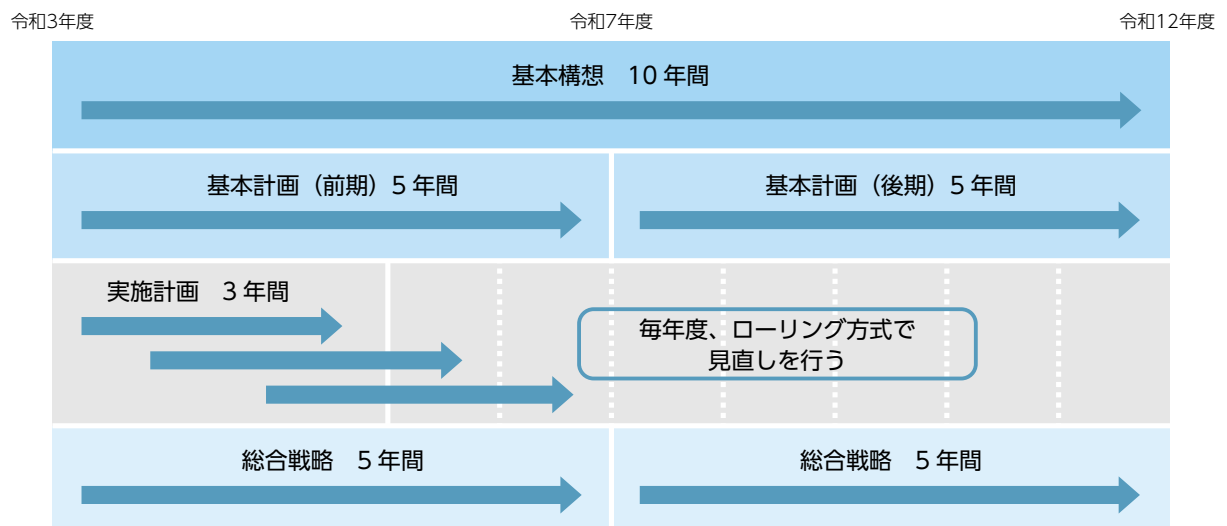 令和3年度
令和7年度
令和12年度
基本構想　10 年間
基本計画（前期）5 年間
基本計画（後期）5 年間
実施計画　3 年間
毎年度、ローリング方式で
見直しを行う
総合戦略　5 年間
総合戦略　5 年間